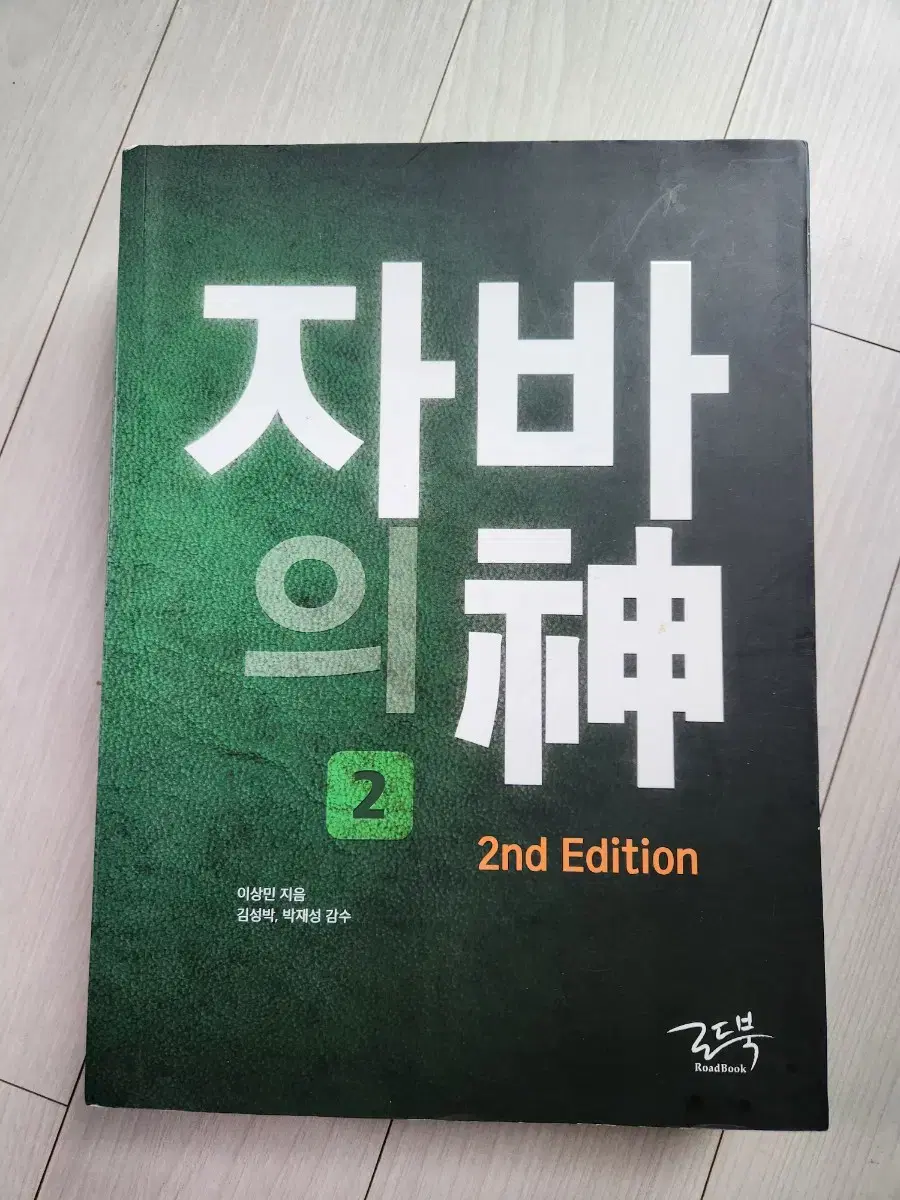 자바
의神
2
2nd Edition
이상민 지음
김성박, 박재성 감수
로드북
RoadBook